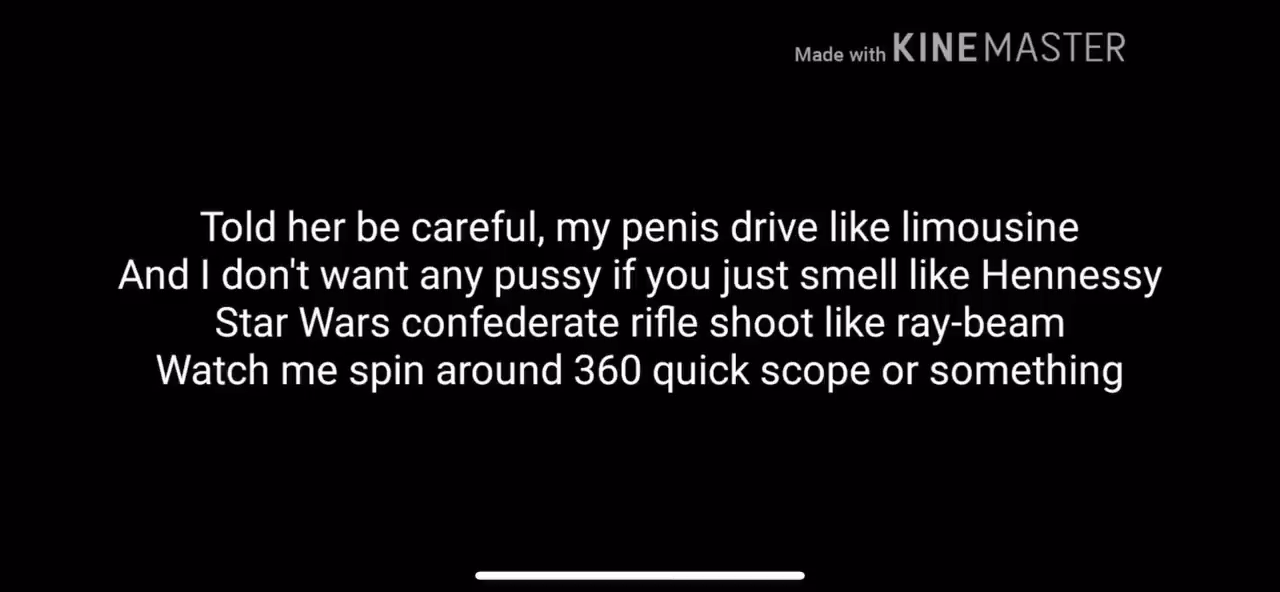 Made with KINEMASTER
Told her be careful, my penis drive like limousine
And I don't want any pussy if you just smell like Hennessy
Star Wars confederate rifle shoot like ray-beam
Watch me spin around 360 quick scope or something